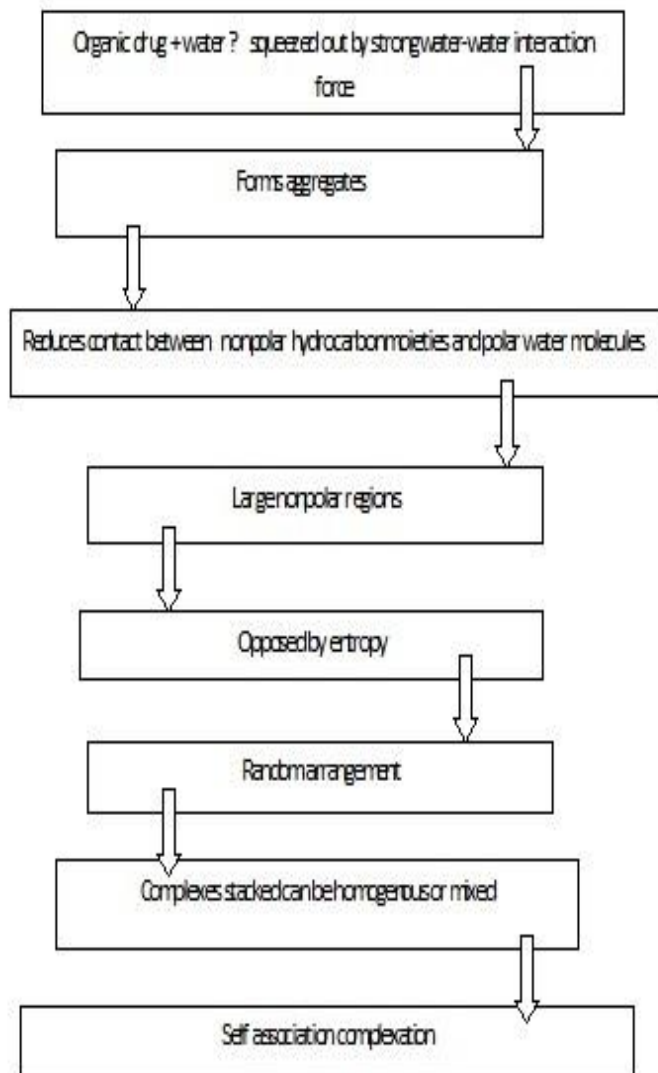 Organic drug + water ? squeezed out by strong water-water interaction
force
Forms aggregates
Reduces contact between nonpolar hydrocarbon moieties and polar water molecules
Large nonpolar regions
Opposed by entropy
Random arrangement
Complexes stacked can be homogenous or mixed
Self association complexation